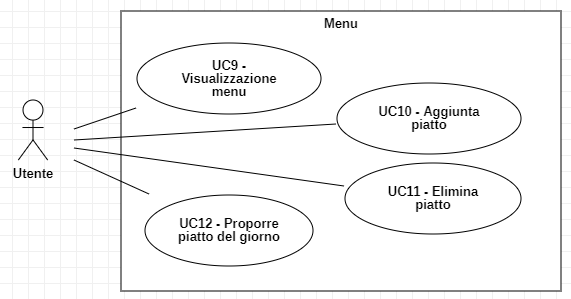 Menu
UC9 -
Visualizzazione
menu
UC10 - Aggiunta
piatto
Utente
UC11 - Elimina
piatto
UC12 - Proporre
piatto del giorno